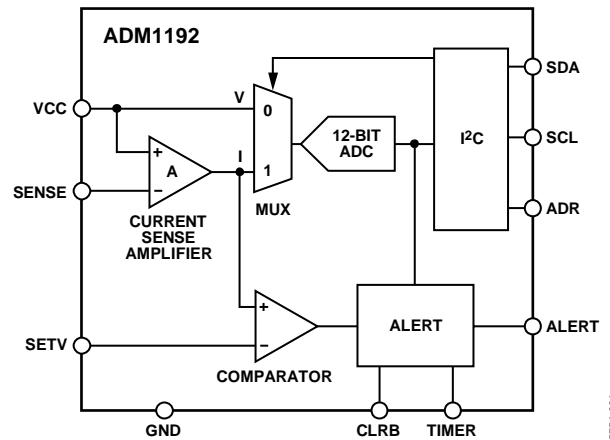 ADM1192
VCC
V
0
I
1
MUX
12-BIT
ADC
I²C
SDA
SCL
ADR
+
A
−
SENSE
CURRENT
SENSE
AMPLIFIER
+
−
COMPARATOR
SETV
ALERT
ALERT
GND
CLRB
TIMER